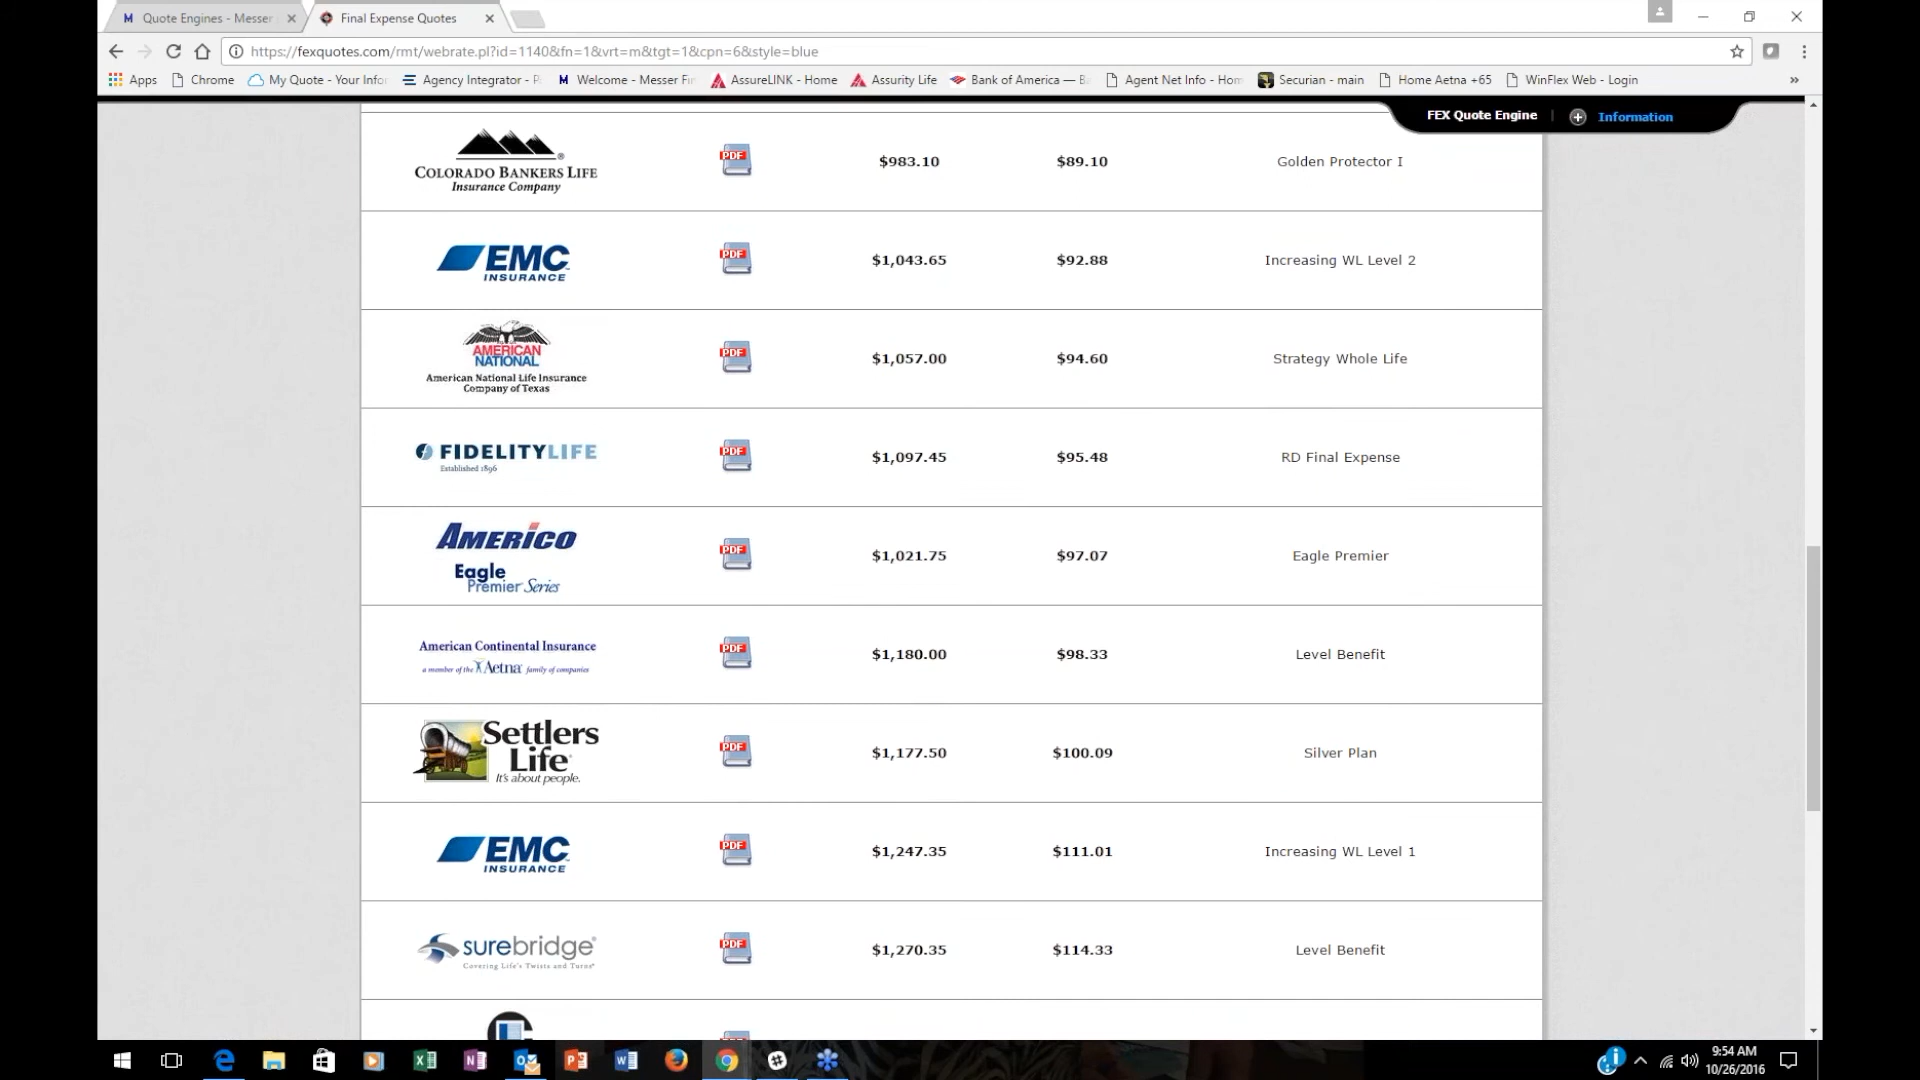 M Quote Engines - Messer
Final Expense Quotes
https://fexquotes.com/rmt/webrate.pl?id=1140&fn=1&vrt=m&tgt=1&cpn=6&style=blue
Apps Chrome My Quote - Your Infor Agency Integrator - P M Welcome - Messer Fin AssureLINK - Home Assurity Life Bank of America — Ba Agent Net Info - Hom Securian - main Home Aetna +65 WinFlex Web - Login »
FEX Quote Engine | Information
COLORADO BANKERS LIFE®
Insurance Company
PDF $983.10 $89.10 Golden Protector I
EMC
INSURANCE
PDF $1,043.65 $92.88 Increasing WL Level 2
AMERICAN
NATIONAL
American National Life Insurance
Company of Texas
PDF $1,057.00 $94.60 Strategy Whole Life
FIDELITYLIFE
Established 1896
PDF $1,097.45 $95.48 RD Final Expense
AMERICO
Eagle
Premier Series
PDF $1,021.75 $97.07 Eagle Premier
American Continental Insurance
a member of the Aetna family of companies
PDF $1,180.00 $98.33 Level Benefit
Settlers
Life
It's about people.
PDF $1,177.50 $100.09 Silver Plan
EMC
INSURANCE
PDF $1,247.35 $111.01 Increasing WL Level 1
surebridge®
Covering Life's Twists and Turns®
PDF $1,270.35 $114.33 Level Benefit
9:54 AM
10/26/2016